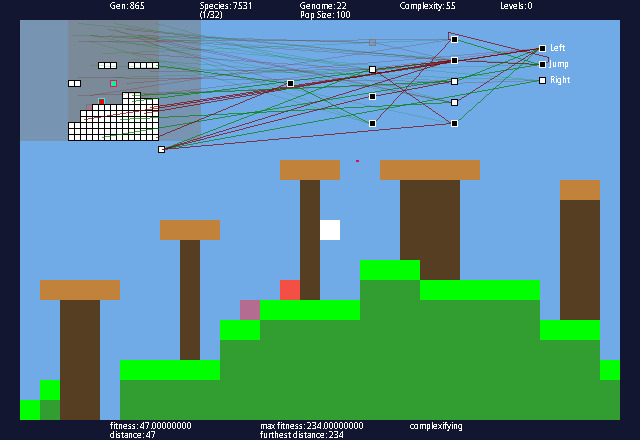 Gen: 865 Species: 7531 Genome: 22 Complexity: 55 Levels: 0
(1/32) Pop Size: 100
Left
Jump
Right
fitness: 47.00000000 max fitness: 234.00000000 complexifying
distance: 47 furthest distance: 234